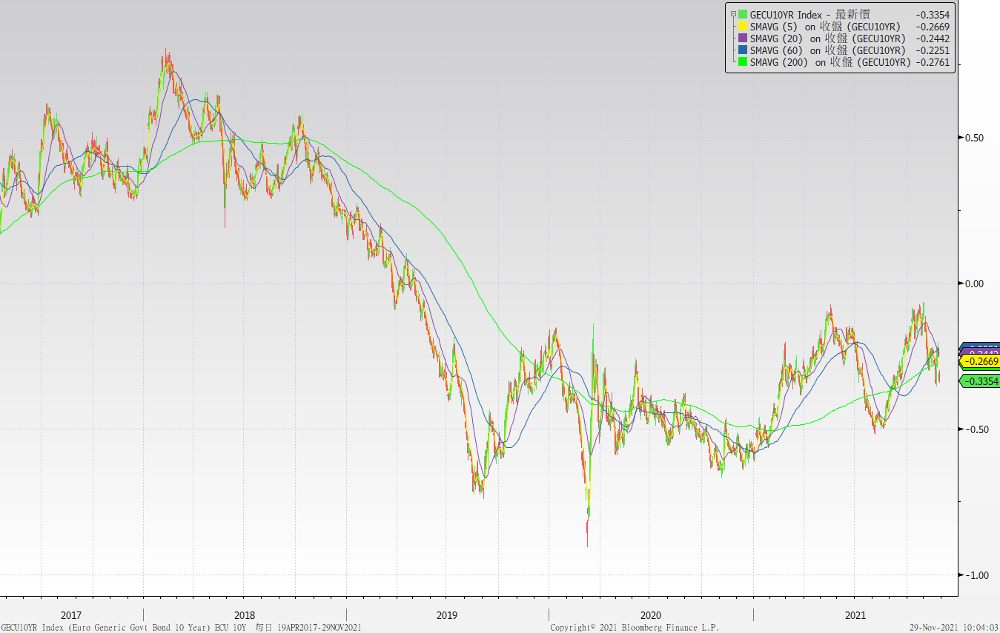 GECU10YR Index - 最新價 -0.3354
SMAVG (5) on 收盤 (GECU10YR) -0.2669
SMAVG (20) on 收盤 (GECU10YR) -0.2442
SMAVG (60) on 收盤 (GECU10YR) -0.2251
SMAVG (200) on 收盤 (GECU10YR) -0.2761
0.50
0.00
-0.2669
-0.3354
-0.50
-1.00
2017 2018 2019 2020 2021
GECU10YR Index (Euro Generic Govt Bond 10 Year) ECU 10Y 每日 19APR2017-29NOV2021 Copyright© 2021 Bloomberg Finance L.P. 29-Nov-2021 10:04:03